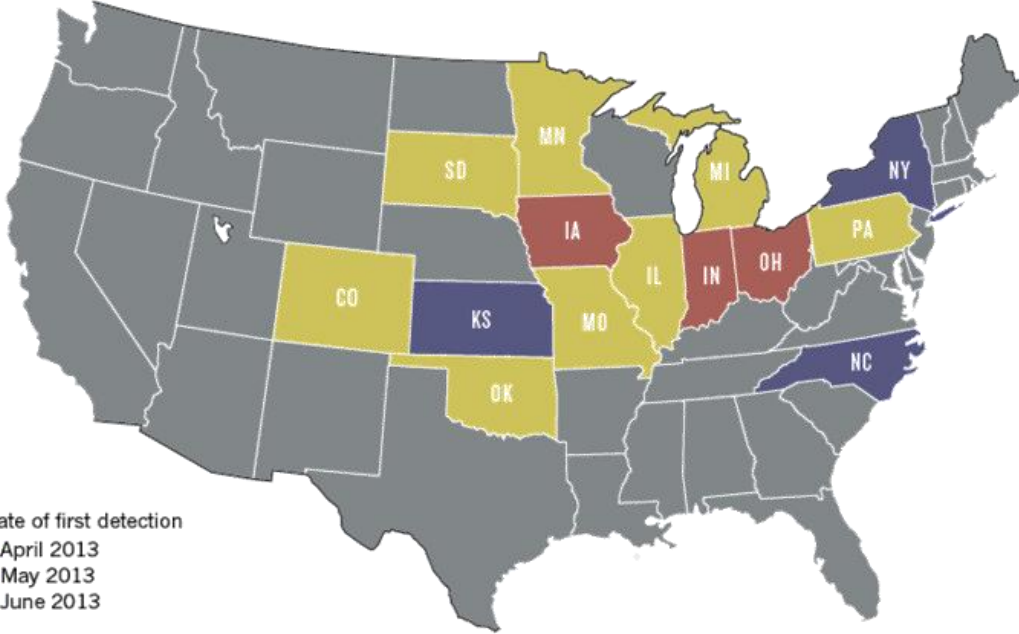 MN
SD
MI
NY
IA
PA
IL
IN
OH
CO
KS
MO
NC
OK
ate of first detection
April 2013
May 2013
June 2013